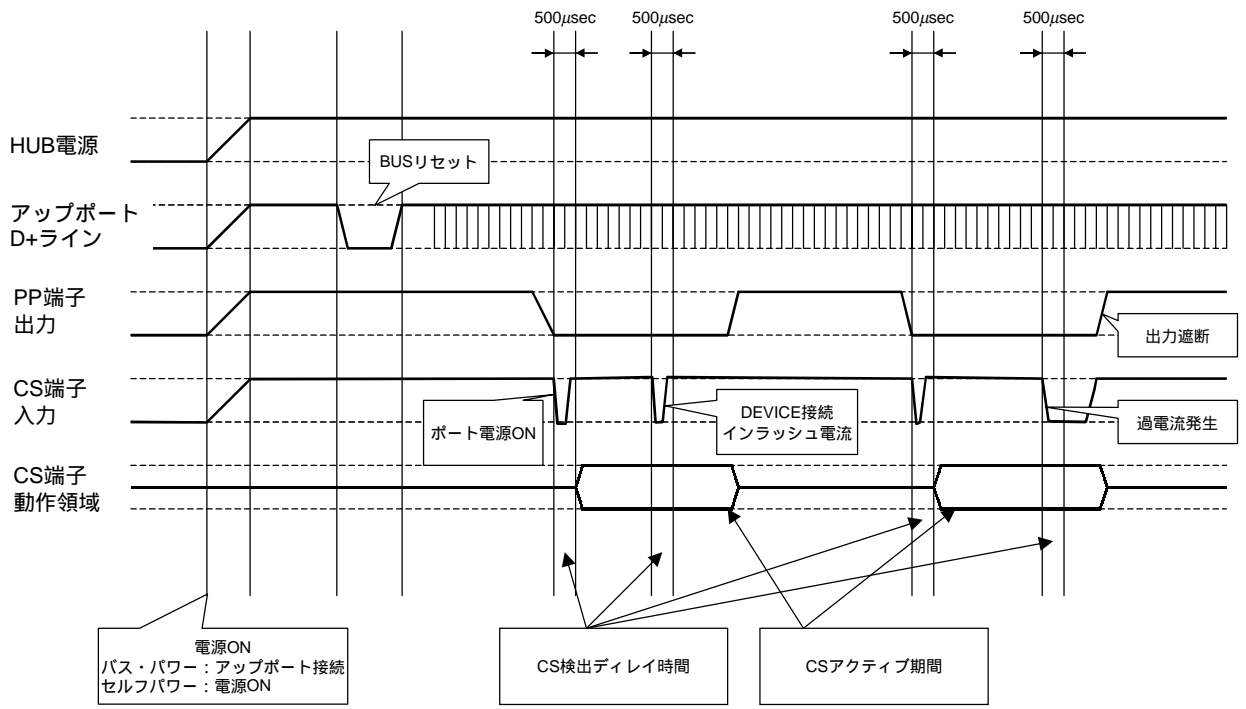 500μsec
500μsec
500μsec
500μsec
HUB電源
BUSリセット
アップポート
D+ライン
PP端子
出力
出力遮断
CS端子
入力
ポート電源ON
DEVICE接続
インラッシュ電流
過電流発生
CS端子
動作領域
電源ON
バス・パワー：アップポート接続
セルフパワー：電源ON
CS検出ディレイ時間
CSアクティブ期間